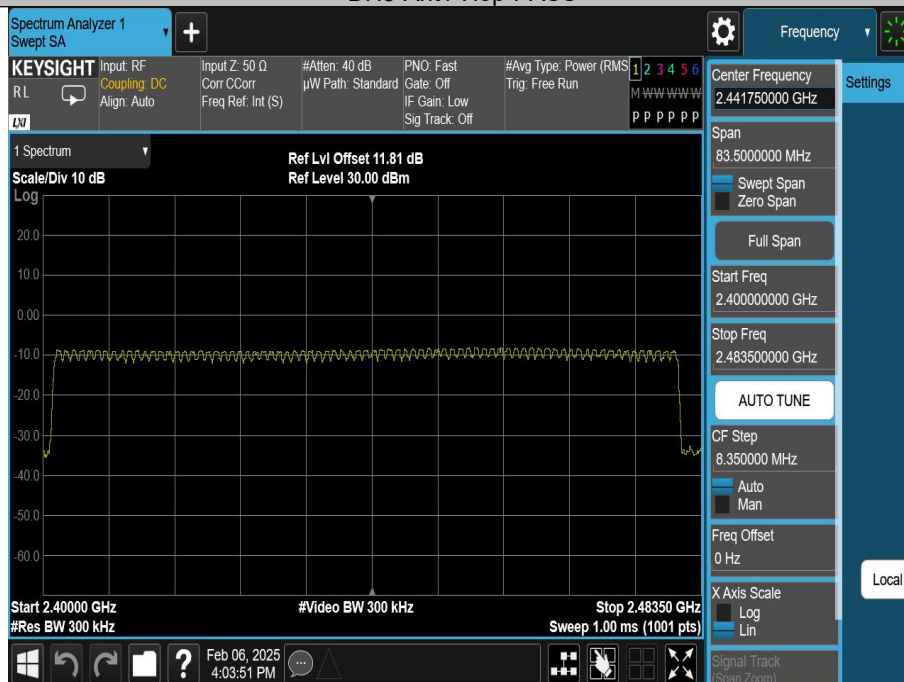 Spectrum Analyzer 1
Swept SA
+
Frequency
KEYSIGHT
R L
LXI
Input: RF
Coupling: DC
Align: Auto
Input Z: 50 Ω
Corr CCorr
Freq Ref: Int (S)
#Atten: 40 dB
µW Path: Standard
PNO: Fast
Gate: Off
IF Gain: Low
Sig Track: Off
#Avg Type: Power (RMS
Trig: Free Run
1 2 3 4 5 6
M W W W W W
P P P P P P
1 Spectrum
Scale/Div 10 dB
Ref Lvl Offset 11.81 dB
Ref Level 30.00 dBm
Log
20.0
10.0
0.00
-10.0
-20.0
-30.0
-40.0
-50.0
-60.0
Start 2.40000 GHz
#Res BW 300 kHz
#Video BW 300 kHz
Stop 2.48350 GHz
Sweep 1.00 ms (1001 pts)
Center Frequency
2.441750000 GHz
Span
83.5000000 MHz
Swept Span
Zero Span
Full Span
Start Freq
2.400000000 GHz
Stop Freq
2.483500000 GHz
AUTO TUNE
CF Step
8.350000 MHz
Auto
Man
Freq Offset
0 Hz
X Axis Scale
Log
Lin
Signal Track
(Span Zoom)
Settings
Local
?
Feb 06, 2025
4:03:51 PM